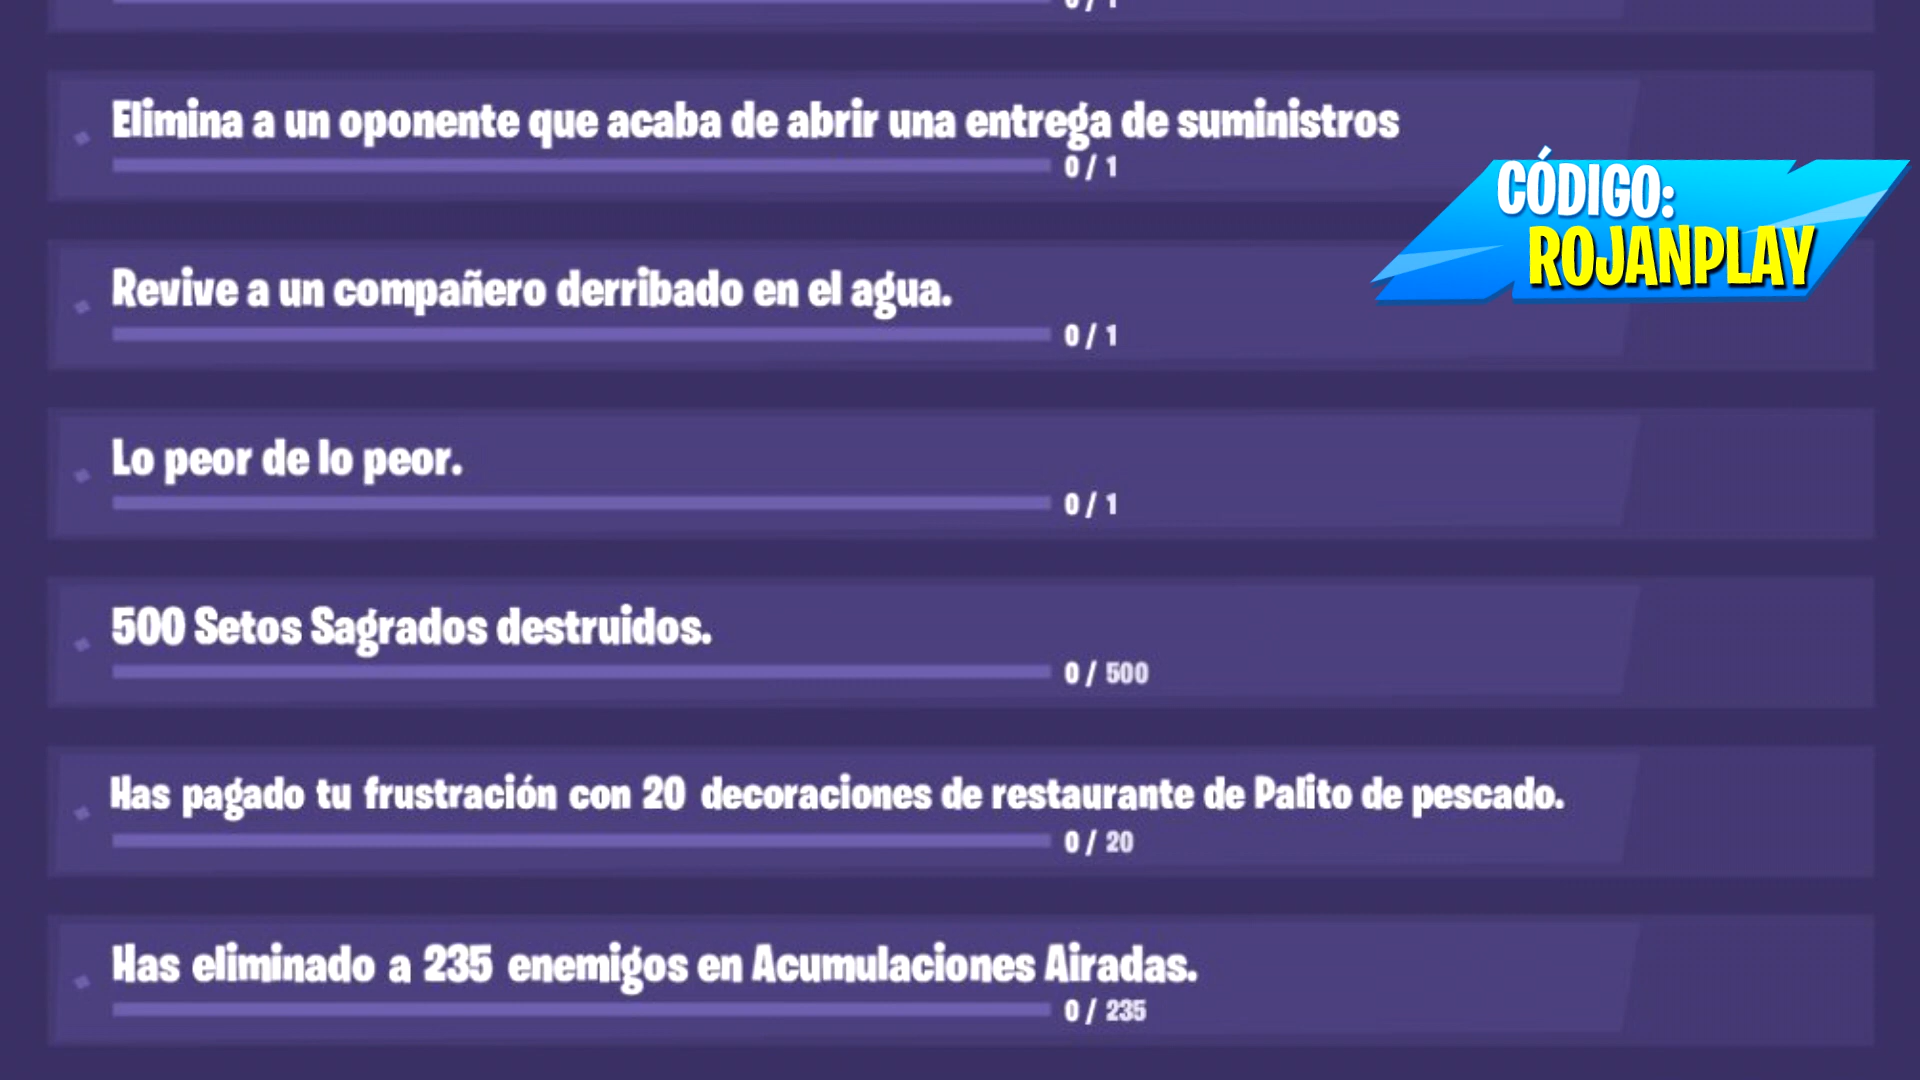 0 / 1
Elimina a un oponente que acaba de abrir una entrega de suministros
0 / 1
CÓDIGO:
ROJANPLAY
Revive a un compañero derribado en el agua.
0 / 1
Lo peor de lo peor.
0 / 1
500 Setos Sagrados destruidos.
0 / 500
Has pagado tu frustración con 20 decoraciones de restaurante de Palito de pescado.
0 / 20
Has eliminado a 235 enemigos en Acumulaciones Airadas.
0 / 235